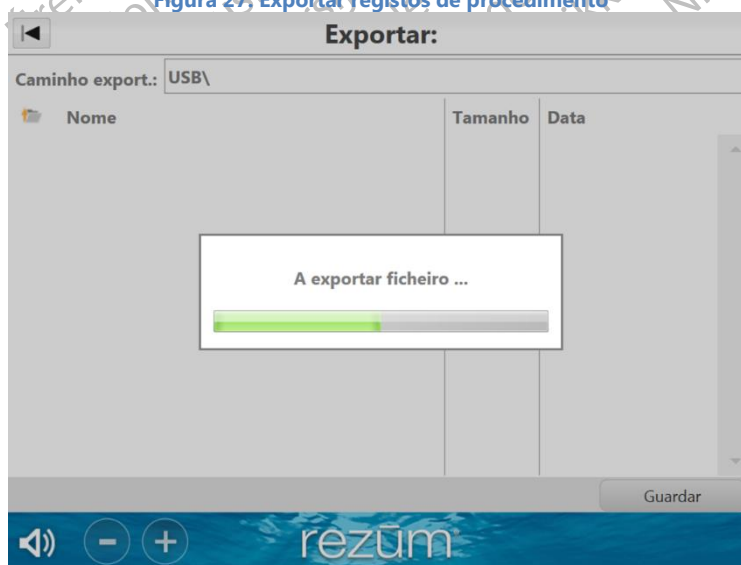 Figura 27. Exportar registos de procedimento
Exportar:
Caminho export.: USB\
Nome Tamanho Data
A exportar ficheiro ...
Guardar
rezūm